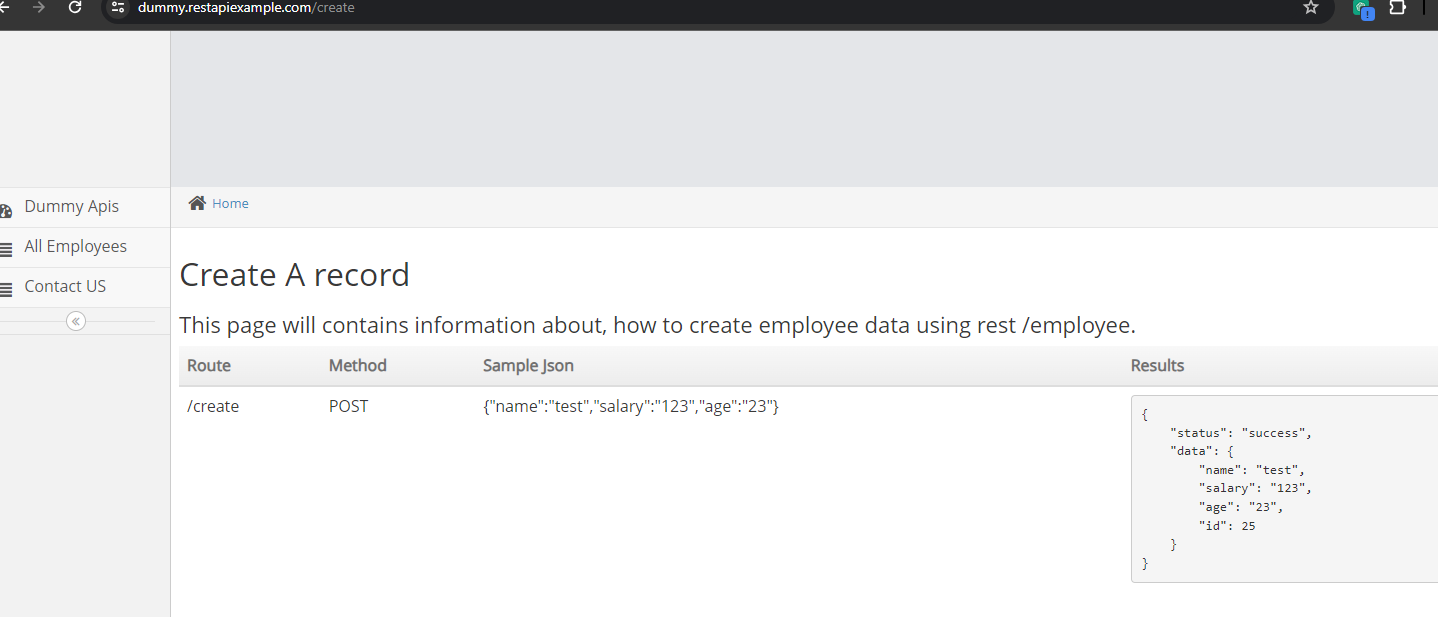 dummy.restapiexample.com/create
Dummy Apis
All Employees
Contact US
Home
Create A record
This page will contains information about, how to create employee data using rest /employee.
Route Method Sample Json Results
/create POST {"name":"test","salary":"123","age":"23"}
{
"status": "success",
"data": {
"name": "test",
"salary": "123",
"age": "23",
"id": 25
}
}